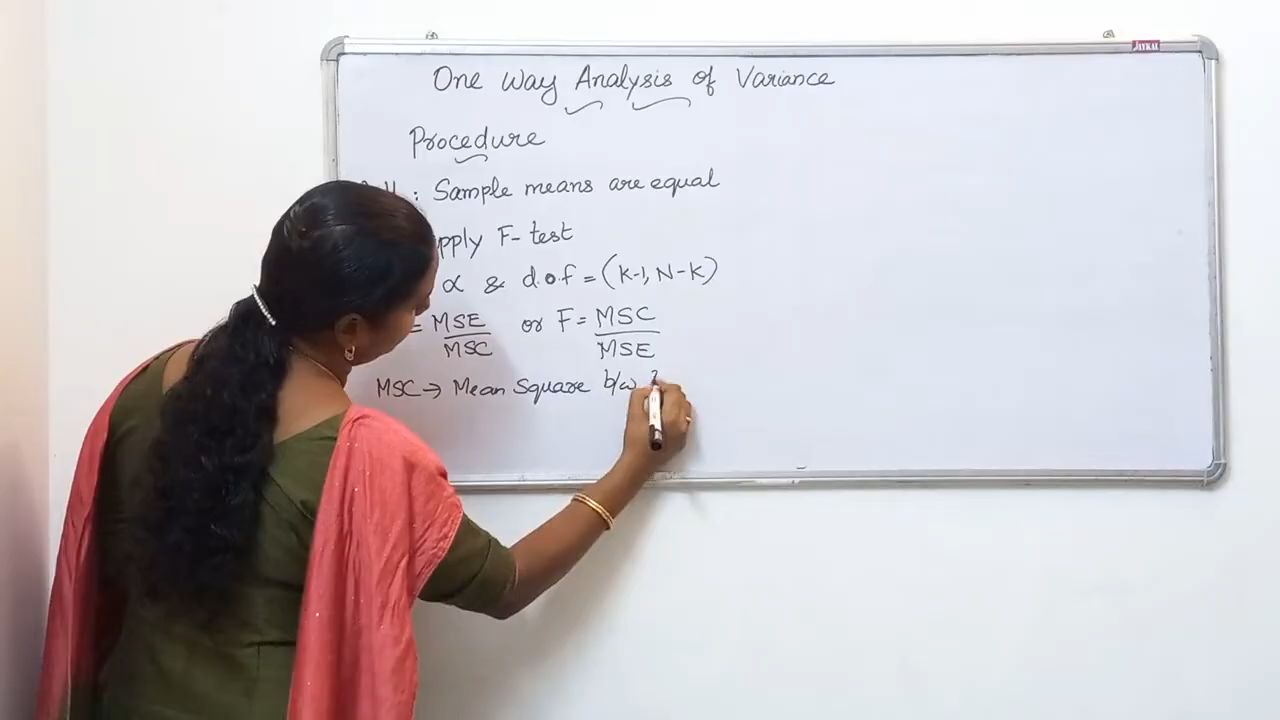 JAYKAL
One way Analysis of Variance
Procedure
: Sample means are equal
F-test
α & d.o.f = (K-1, N-K)
= MSE/MSC or F = MSC/MSE
MSC → Mean Square b/w